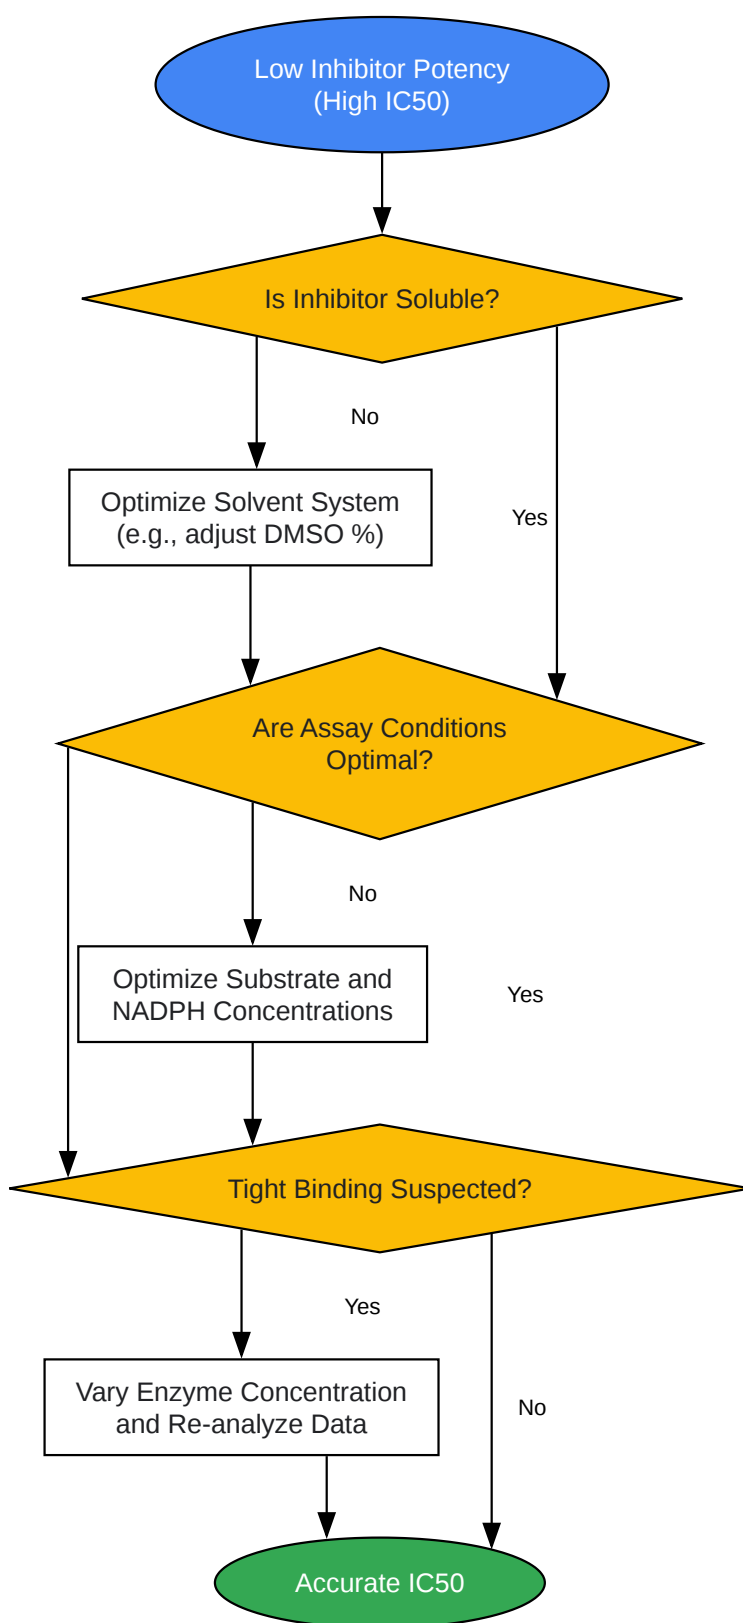 Low Inhibitor Potency
(High IC50)
Is Inhibitor Soluble?
No
Optimize Solvent System
(e.g., adjust DMSO %)
Yes
Are Assay Conditions
Optimal?
No
Optimize Substrate and
NADPH Concentrations
Yes
Tight Binding Suspected?
Yes
Vary Enzyme Concentration
and Re-analyze Data
No
Accurate IC50